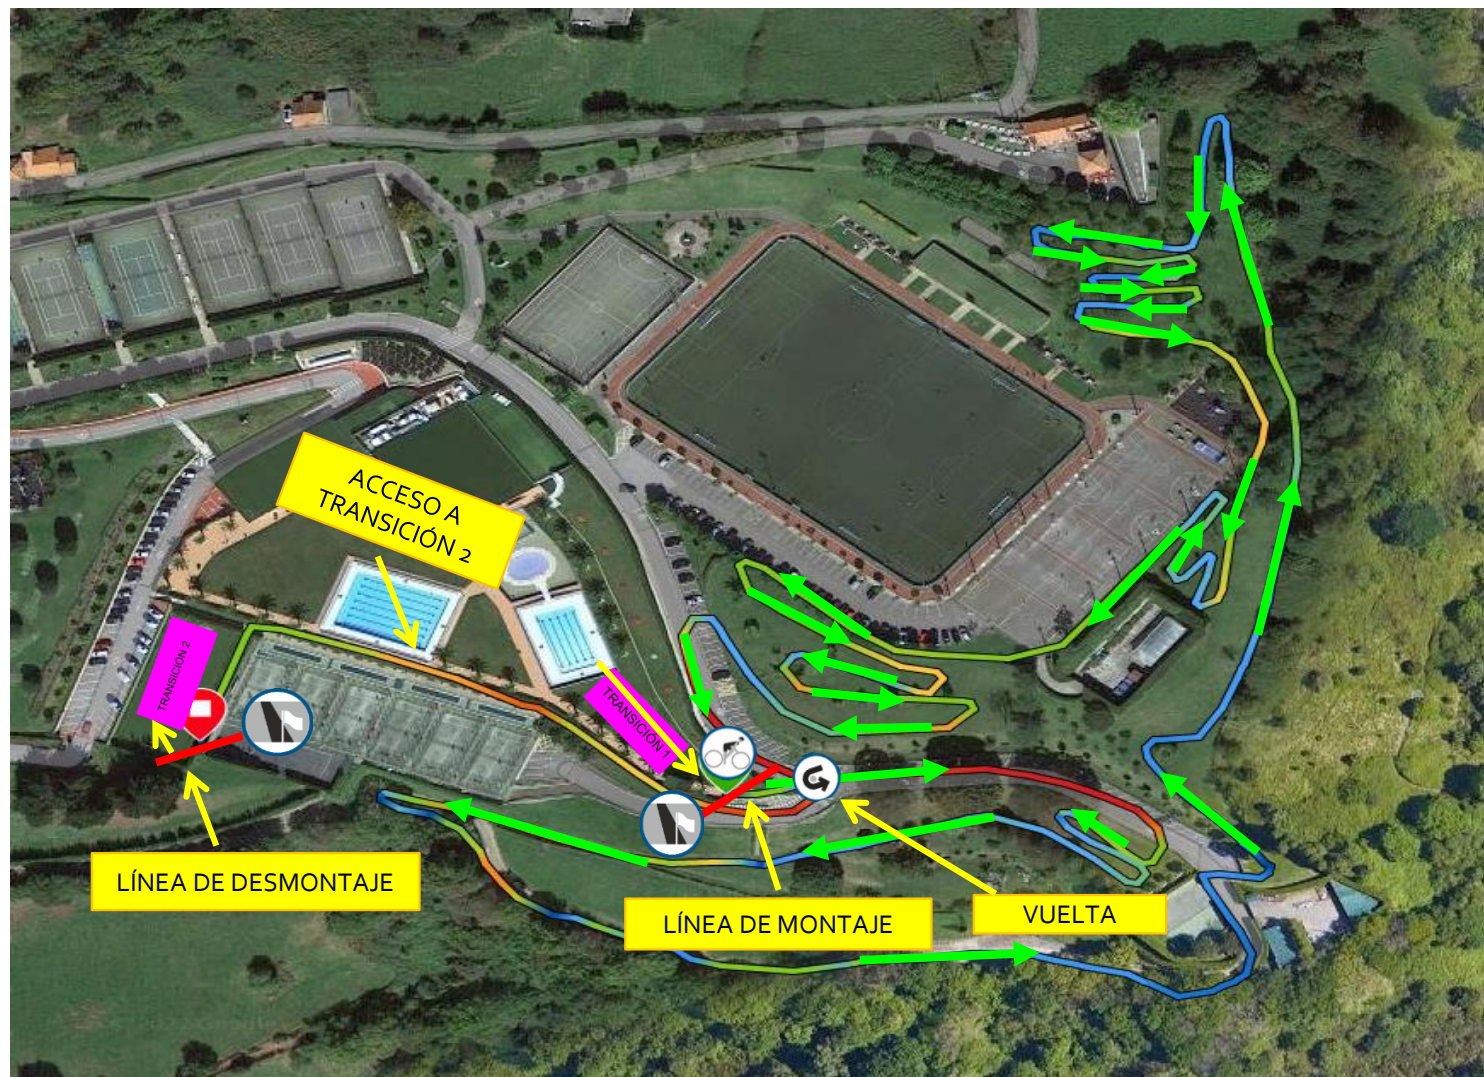 ACCESO A
TRANSICIÓN 2
TRANSICIÓN 2
TRANSICIÓN 1
LÍNEA DE DESMONTAJE
LÍNEA DE MONTAJE
VUELTA